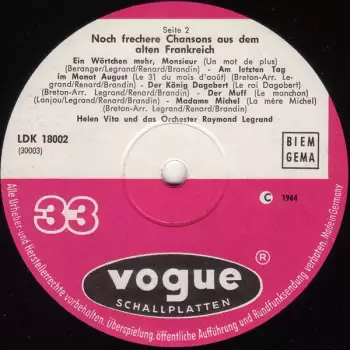 Seite 2
Noch frechere Chansons aus dem
alten Frankreich
Ein Wörtchen mehr, Monsieur (Un mot de plus)
(Beranger/Legrand/Renard/Brandin) - Am letzten Tag
im Monat August (Le 31 du mois d'août) (Breton-Arr. Le-
grand/Renard/Brandin) - Der König Dagobert (Le roi Dagobert)
(Breton-Arr. Legrand/Renard/Brandin) - Der Muff (Le manchon)
(Lanjou/Legrand/Renard/Brandin) - Madame Michel (La mère Michel)
(Breton-Arr. Legrand/Renard/Brandin)
Helen Vita und das Orchester Raymond Legrand
LDK 18002
(30003)
BIEM
GEMA
33
C 1964
vogue ®
SCHALLPLATTEN
Alle Urheber-und Herstellerrechte vorbehalten. Überspielung, öffentliche Aufführung und Rundfunksendung verboten. Made in Germany